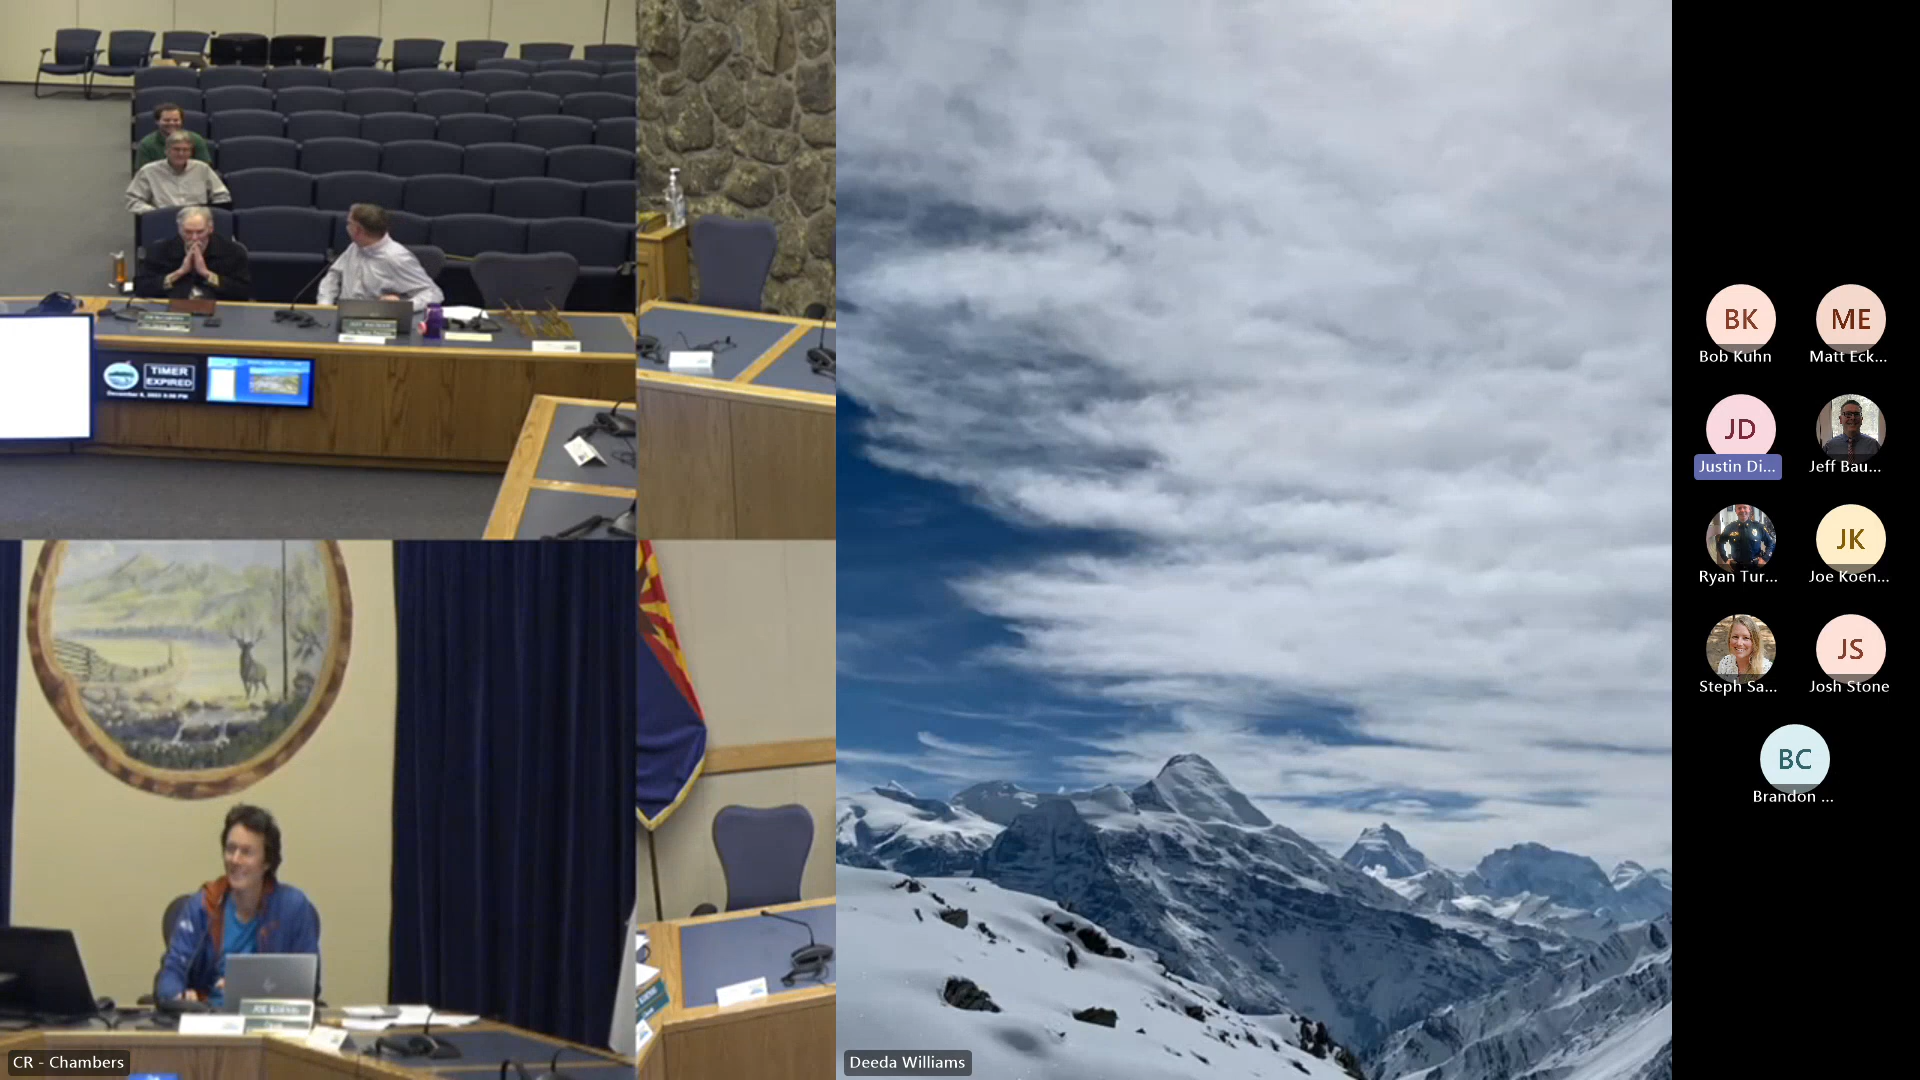 TIMER
EXPIRED
CR - Chambers
Deeda Williams
BK
Bob Kuhn
ME
Matt Eck...
JD
Justin Di...
Jeff Bau...
Ryan Tur...
JK
Joe Koen...
Steph Sa...
JS
Josh Stone
BC
Brandon ...